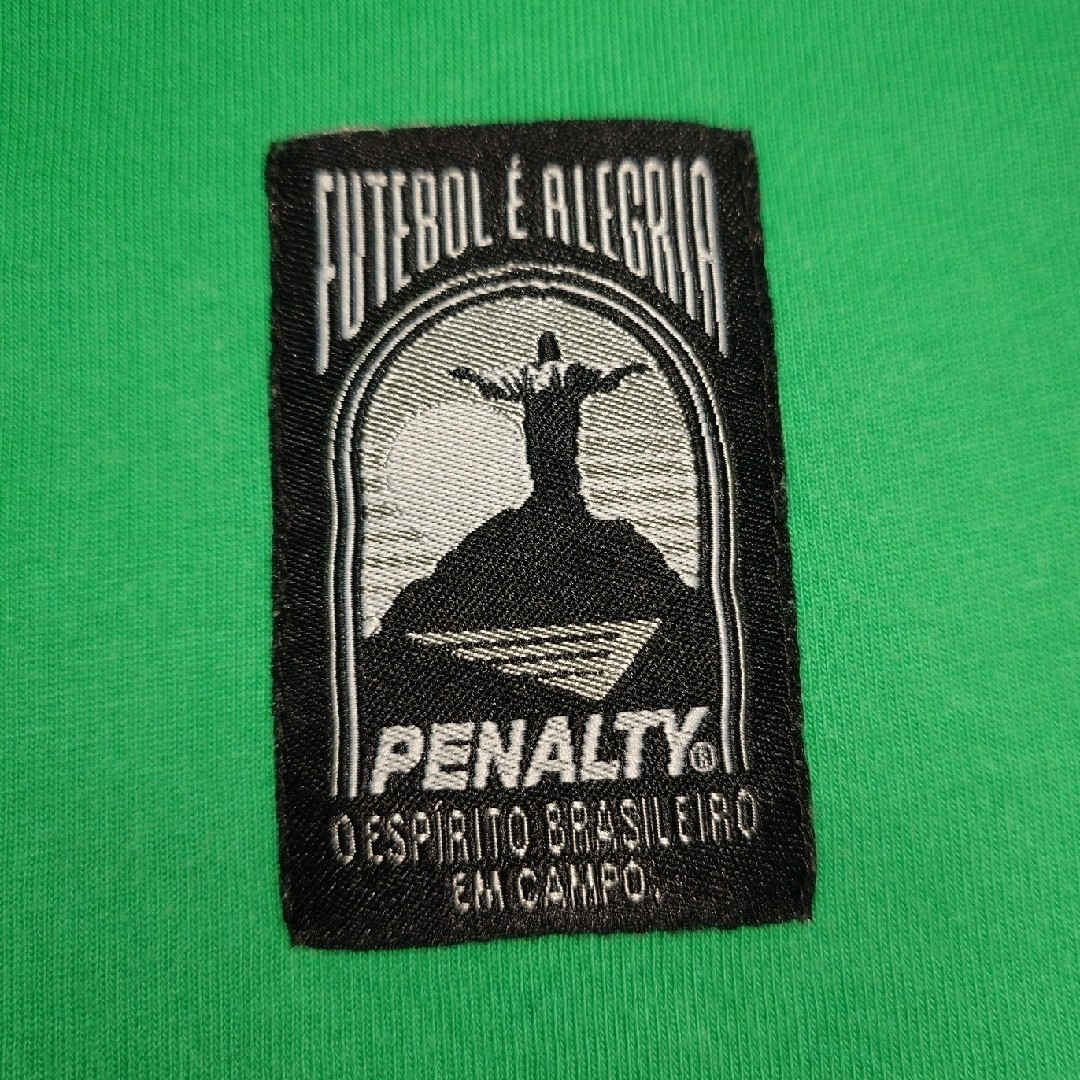 FUTEBOL É ALEGRIA
PENALTY®
O ESPÍRITO BRASILEIRO
EM CAMPO.